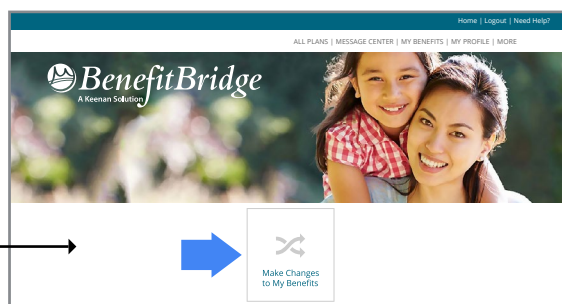 Home | Logout | Need Help?
ALL PLANS | MESSAGE CENTER | MY BENEFITS | MY PROFILE | MORE
BenefitBridge
A Keenan Solution
Make Changes
to My Benefits